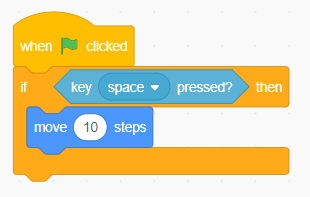 when clicked
if key space pressed? then
move 10 steps